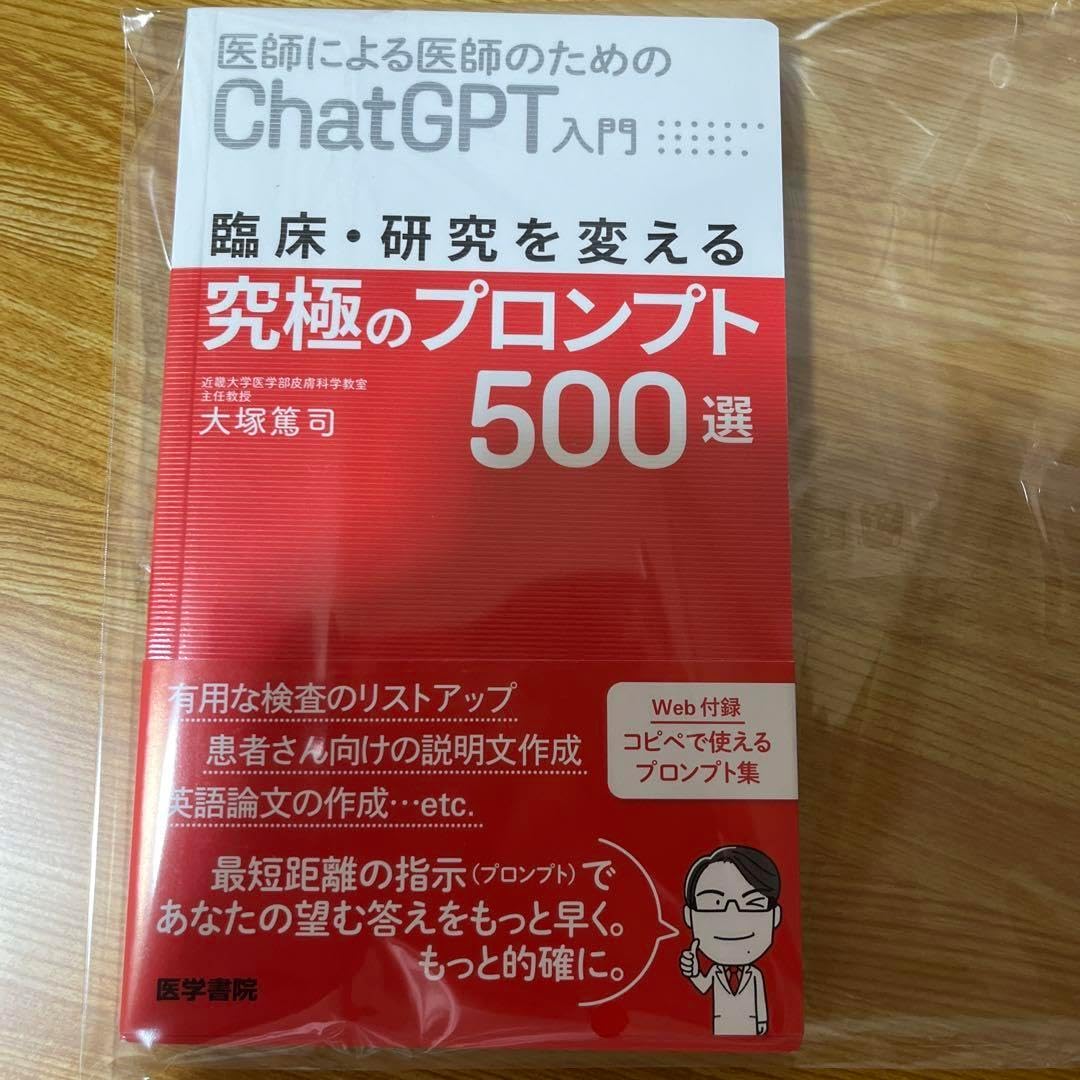 医師による医師のための
ChatGPT入門
臨床・研究を変える
究極のプロンプト
500選
近畿大学医学部皮膚科学教室
主任教授
大塚篤司
有用な検査のリストアップ
患者さん向けの説明文作成
英語論文の作成…etc.
Web付録
コピペで使える
プロンプト集
最短距離の指示(プロンプト)で
あなたの望む答えをもっと早く。
もっと的確に。
医学書院